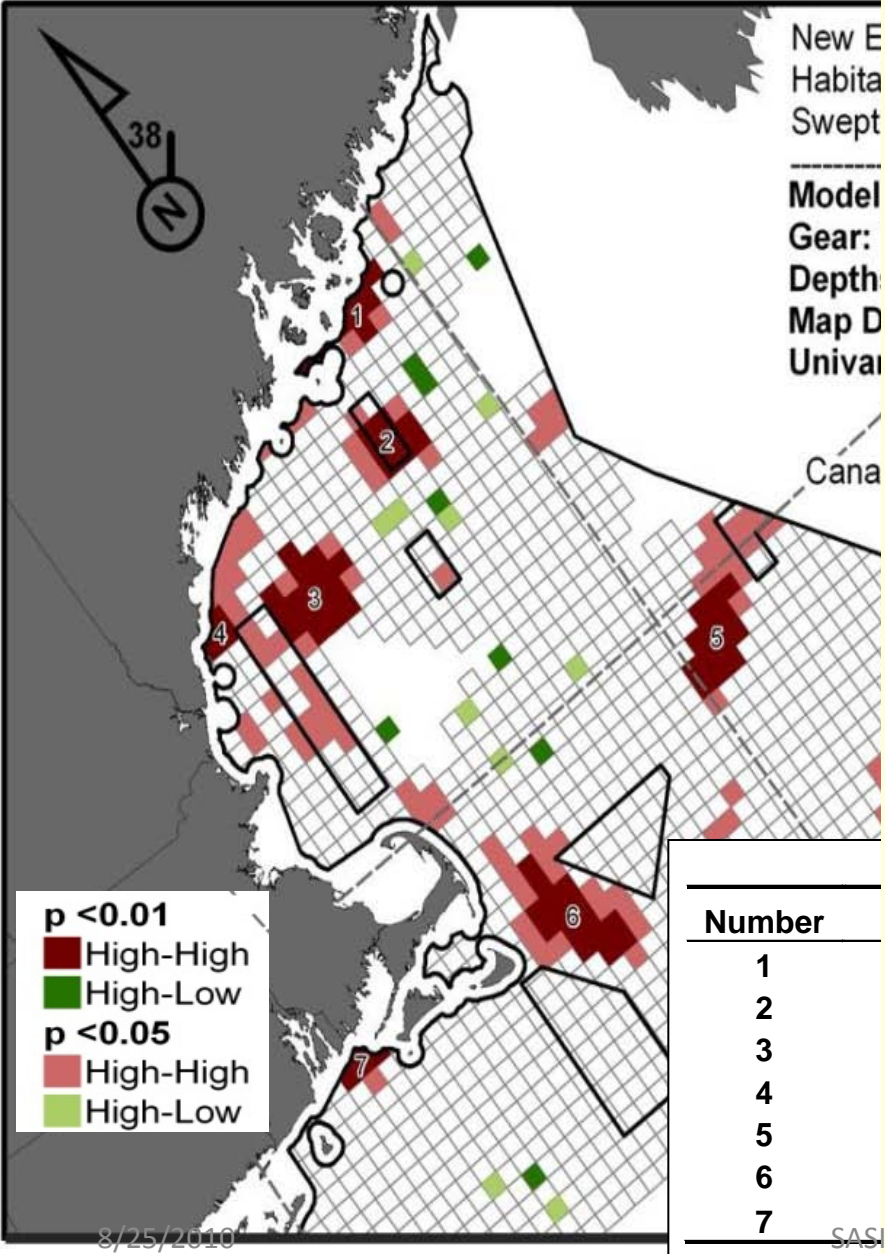 New E
Habita
Swept
Model
Gear:
Depth
Map D
Univar
38
N
Cana
1
2
3
4
5
6
7
p <0.01
High-High
High-Low
p <0.05
High-High
High-Low
Number
1
2
3
4
5
6
7
8/25/2010
SASI